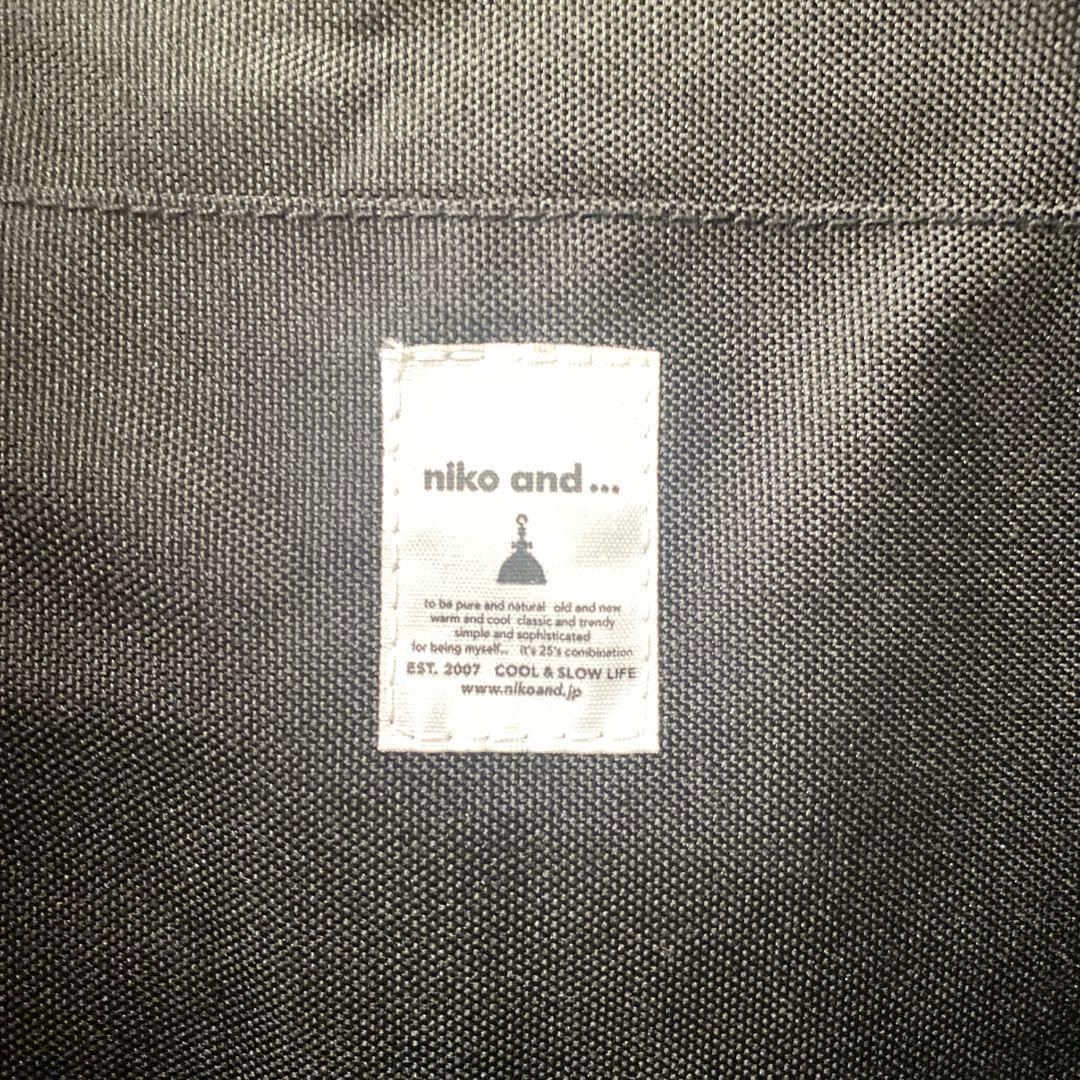 niko and...
to be pure and natural old and new
warm and cool classic and trendy
simple and sophisticated
for being myself... it's 25's combination
EST. 2007 COOL & SLOW LIFE
www.nikoand.jp